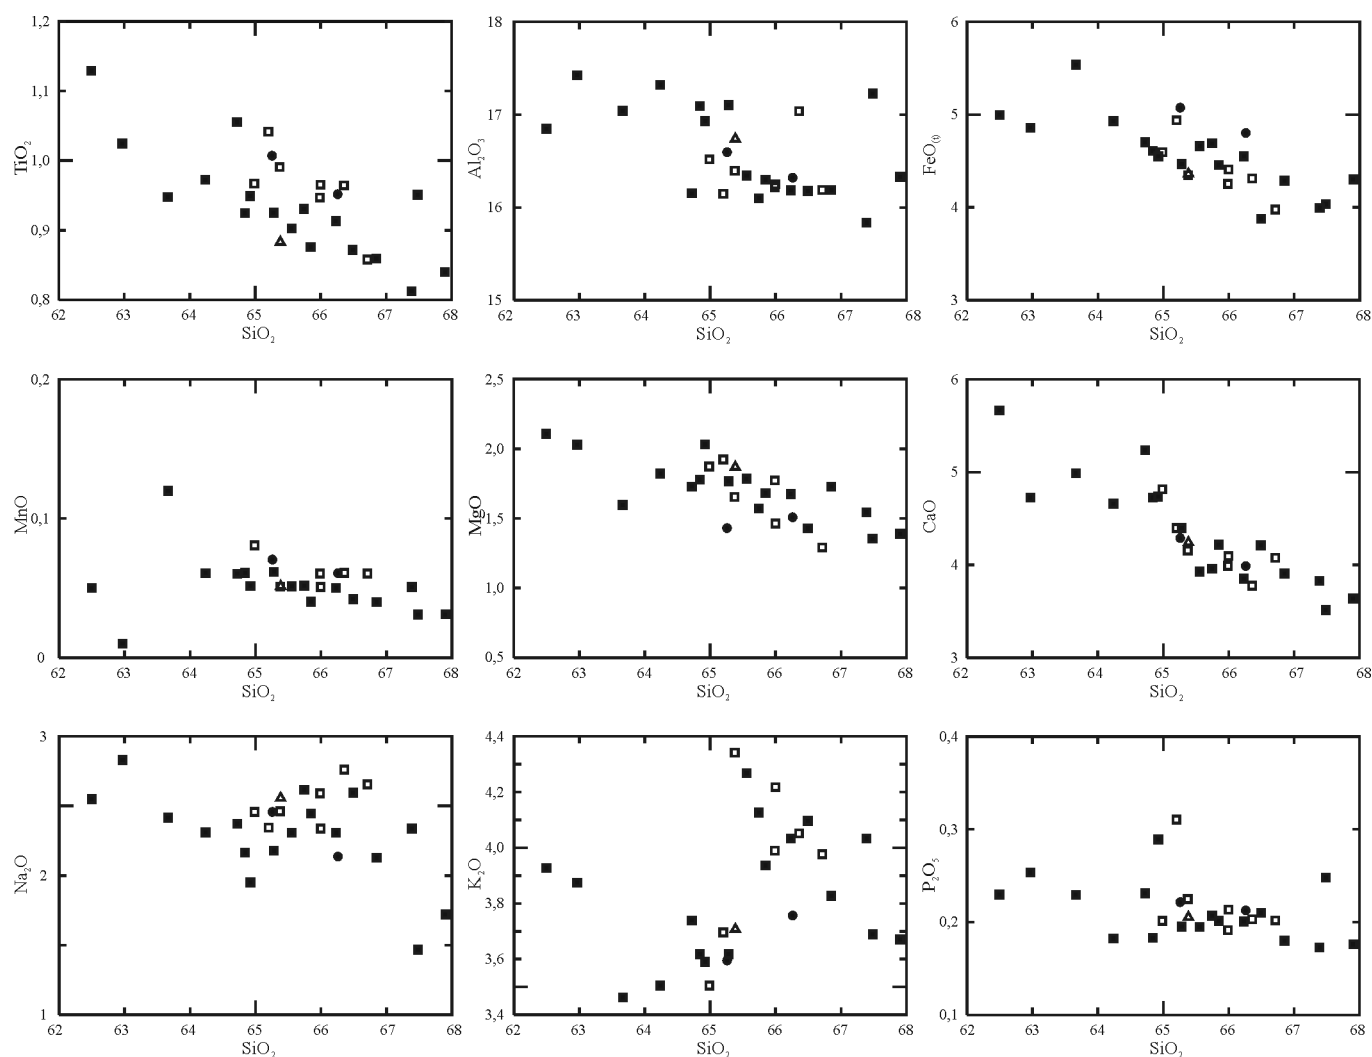 1,2
1,1
1,0
0,9
0,8
TiO2
62 63 64 65 66 67 68
SiO2
18
17
16
15
Al2O3
62 63 64 65 66 67 68
SiO2
6
5
4
3
FeO(t)
62 63 64 65 66 67 68
SiO2
0,2
0,1
0
MnO
62 63 64 65 66 67 68
SiO2
2,5
2,0
1,5
1,0
0,5
MgO
62 63 64 65 66 67 68
SiO2
6
5
4
3
CaO
62 63 64 65 66 67 68
SiO2
3
2
1
Na2O
62 63 64 65 66 67 68
SiO2
4,4
4,2
4,0
3,8
3,6
3,4
K2O
62 63 64 65 66 67 68
SiO2
0,4
0,3
0,2
0,1
P2O5
62 63 64 65 66 67 68
SiO2